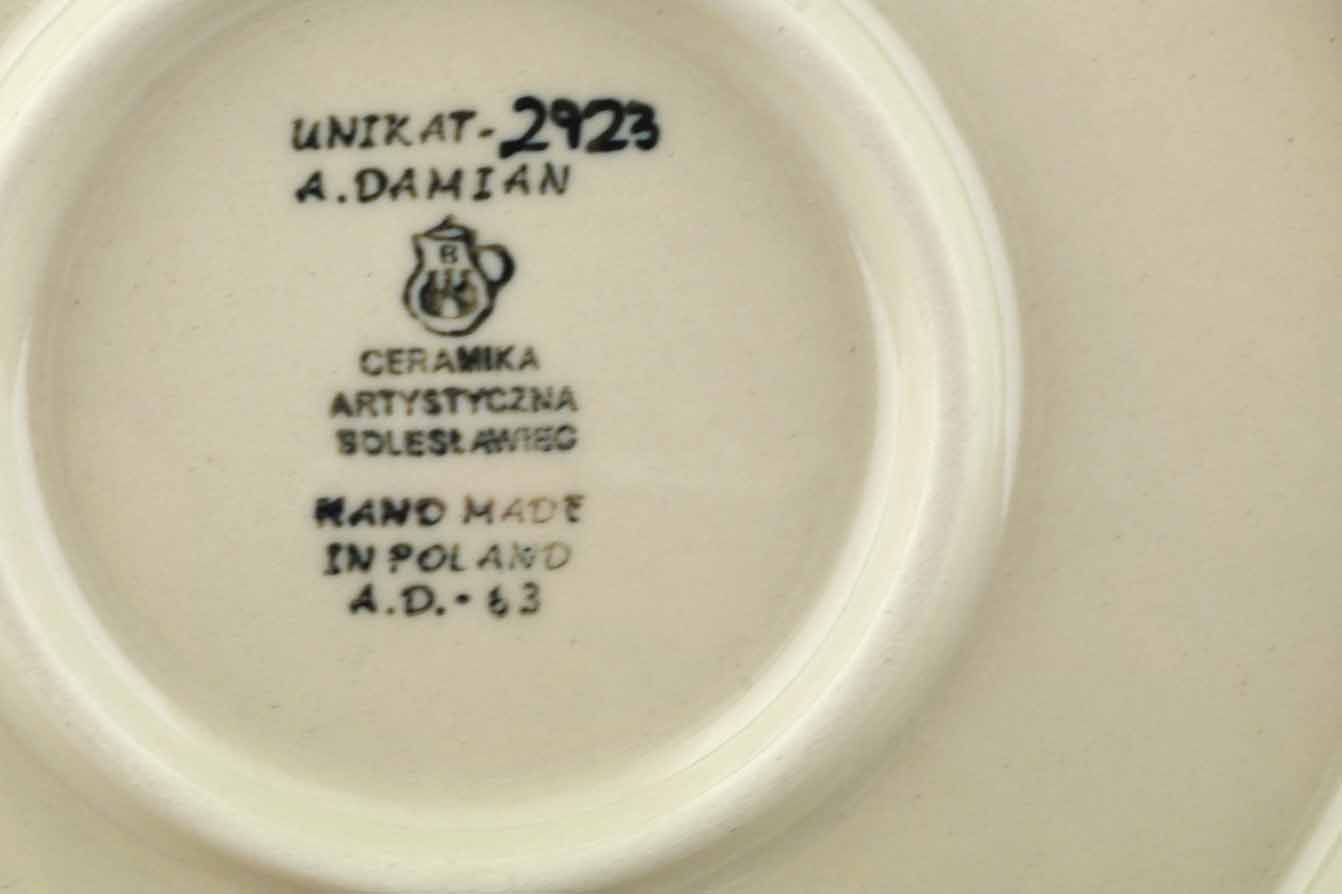 UNIKAT-2923
A.DAMIAN
B
CERAMIKA
ARTYSTYCZNA
BOLESŁAWIEC
HAND MADE
IN POLAND
A.D.-63